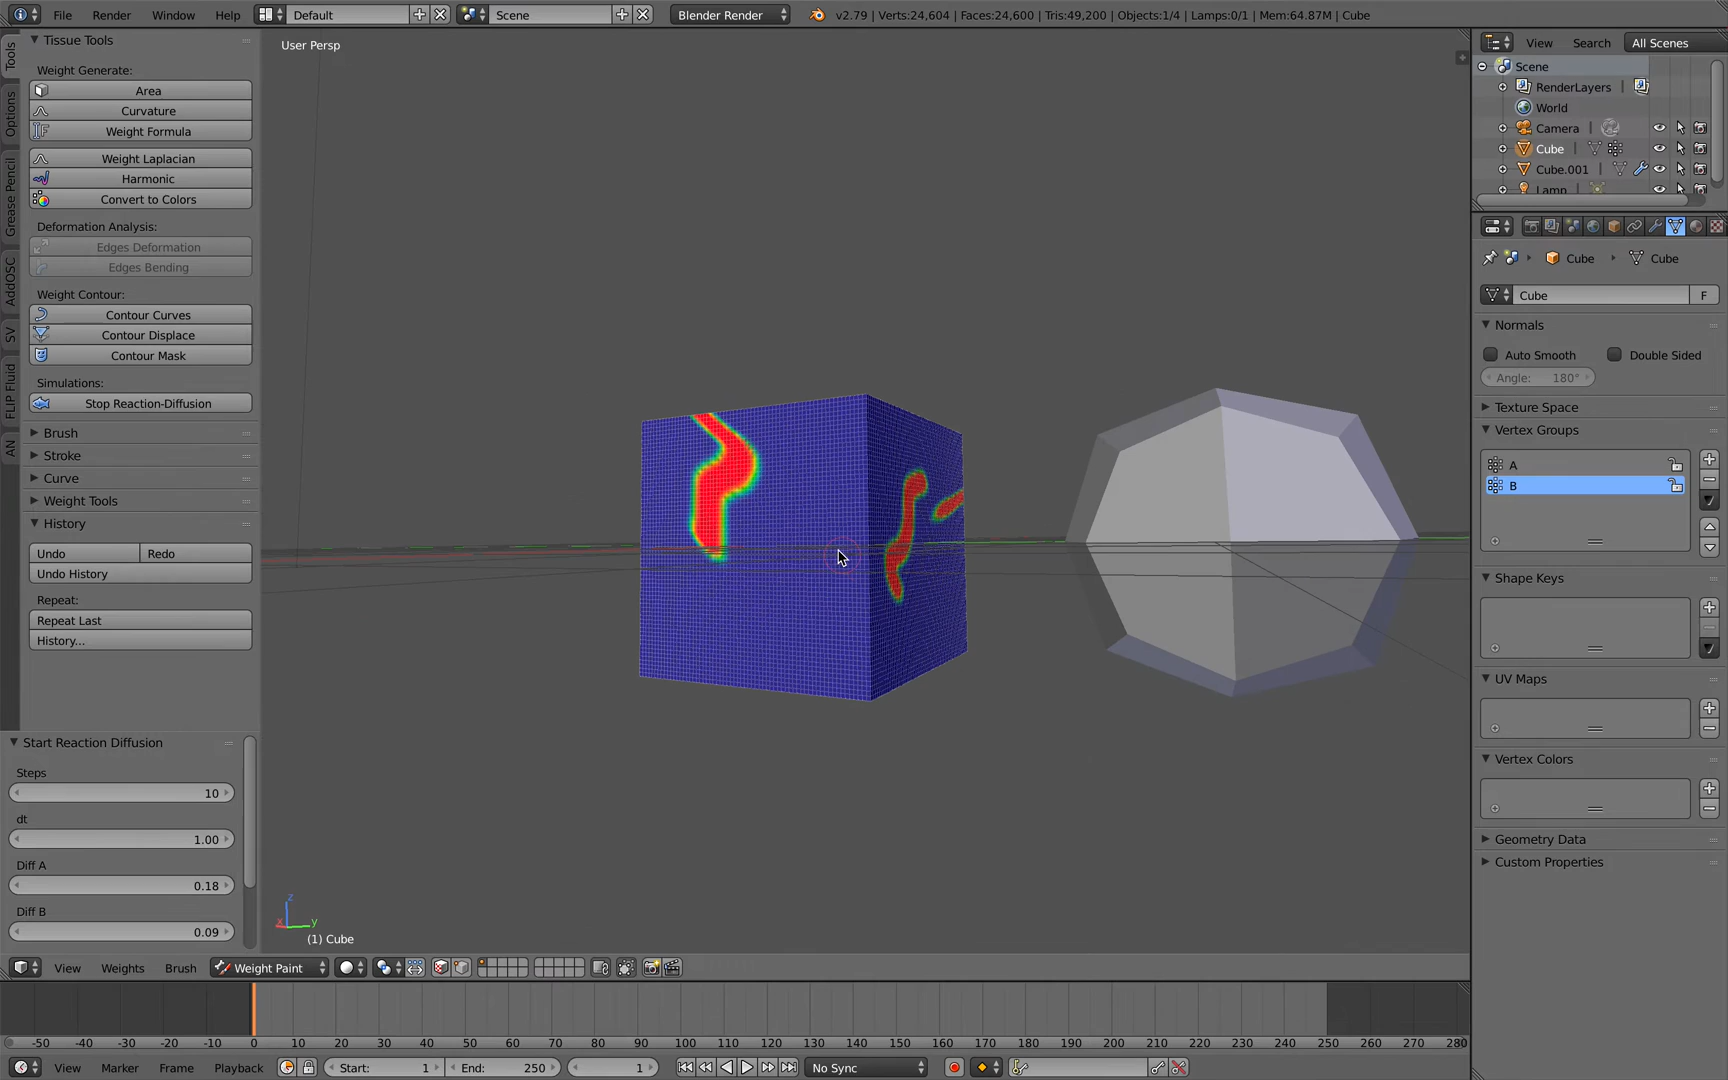 File Render Window Help Default Scene Blender Render v2.79 | Verts:24,604 | Faces:24,600 | Tris:49,200 | Objects:1/4 | Lamps:0/1 | Mem:64.87M | Cube
Tools
Options
Grease Pencil
AddOSC
SV
FLIP Fluid
AN
Tissue Tools
Weight Generate:
Area
Curvature
Weight Formula
Weight Laplacian
Harmonic
Convert to Colors
Deformation Analysis:
Edges Deformation
Edges Bending
Weight Contour:
Contour Curves
Contour Displace
Contour Mask
Simulations:
Stop Reaction-Diffusion
Brush
Stroke
Curve
Weight Tools
History
Undo Redo
Undo History
Repeat:
Repeat Last
History...
Start Reaction Diffusion
Steps
10
dt
1.00
Diff A
0.18
Diff B
0.09
User Persp
z
x y
(1) Cube
View Weights Brush Weight Paint
-50 -40 -30 -20 -10 0 10 20 30 40 50 60 70 80 90 100 110 120 130 140 150 160 170 180 190 200 210 220 230 240 250 260 270 280
View Marker Frame Playback Start: 1 End: 250 1 No Sync
View Search All Scenes
Scene
RenderLayers |
World
Camera |
Cube |
Cube.001 |
Lamp |
Cube Cube
Cube F
Normals
Auto Smooth Double Sided
Angle: 180°
Texture Space
Vertex Groups
A
B
Shape Keys
UV Maps
Vertex Colors
Geometry Data
Custom Properties